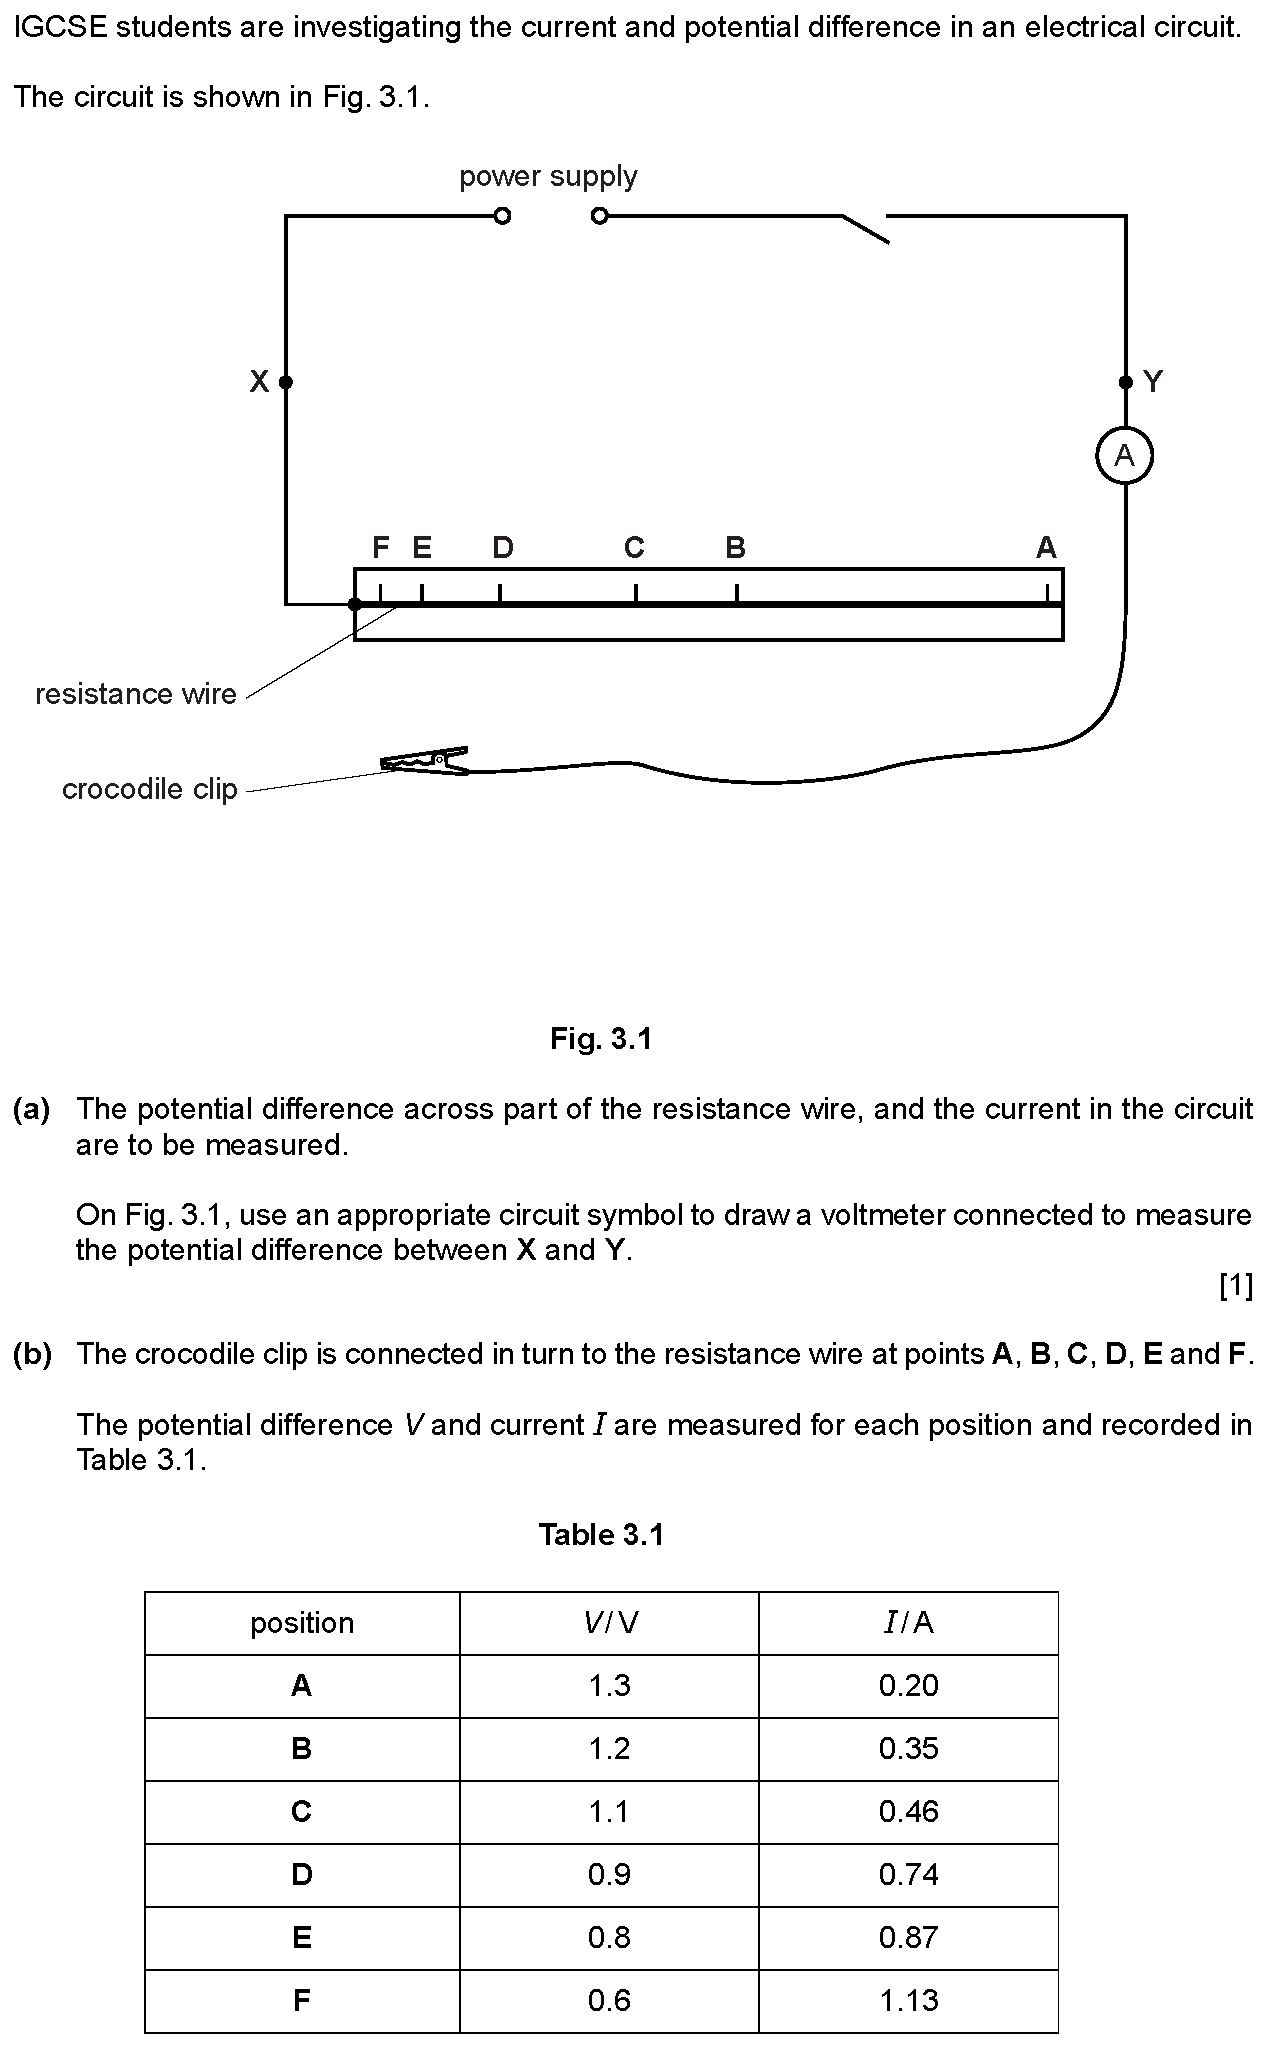 IGCSE students are investigating the current and potential difference in an electrical circuit.
The circuit is shown in Fig. 3.1.
power supply
X
Y
A
F E D C B A
resistance wire
crocodile clip
Fig. 3.1
(a) The potential difference across part of the resistance wire, and the current in the circuit
are to be measured.
On Fig. 3.1, use an appropriate circuit symbol to draw a voltmeter connected to measure
the potential difference between X and Y.
[1]
(b) The crocodile clip is connected in turn to the resistance wire at points A, B, C, D, E and F.
The potential difference V and current I are measured for each position and recorded in
Table 3.1.
Table 3.1
position V/V I/A
A 1.3 0.20
B 1.2 0.35
C 1.1 0.46
D 0.9 0.74
E 0.8 0.87
F 0.6 1.13